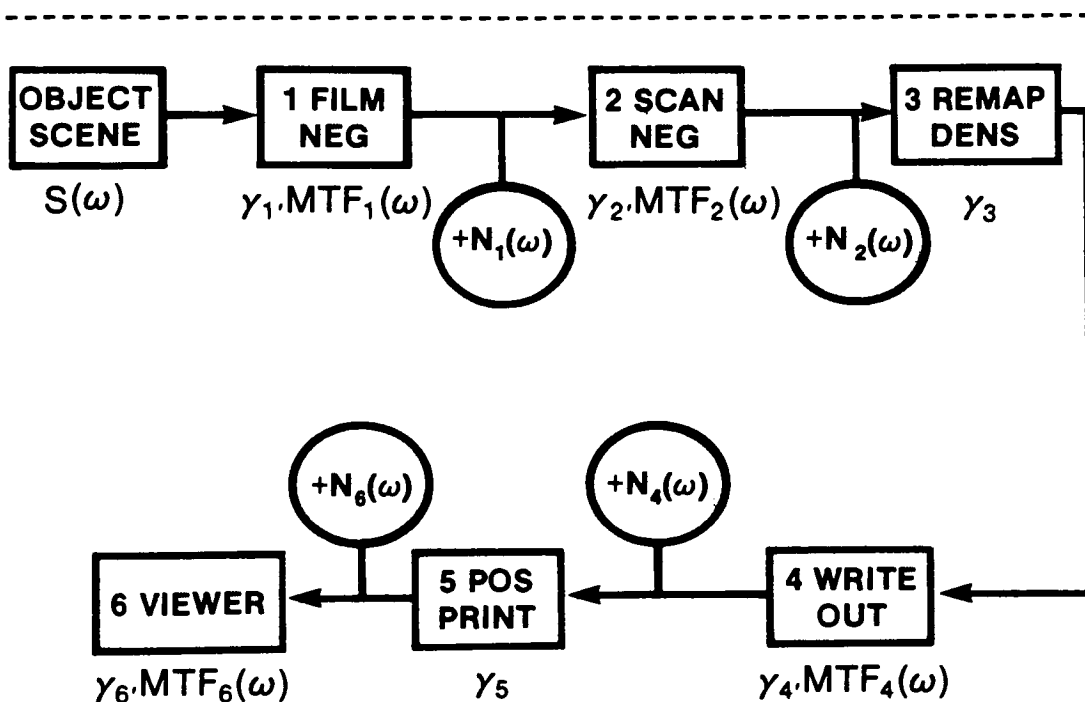 OBJECT
SCENE
1 FILM
NEG
2 SCAN
NEG
3 REMAP
DENS
S(ω)
γ₁,MTF₁(ω)
γ₂,MTF₂(ω)
γ₃
+N₁(ω)
+N₂(ω)
+N₆(ω)
+N₄(ω)
6 VIEWER
5 POS
PRINT
4 WRITE
OUT
γ₆,MTF₆(ω)
γ₅
γ₄,MTF₄(ω)